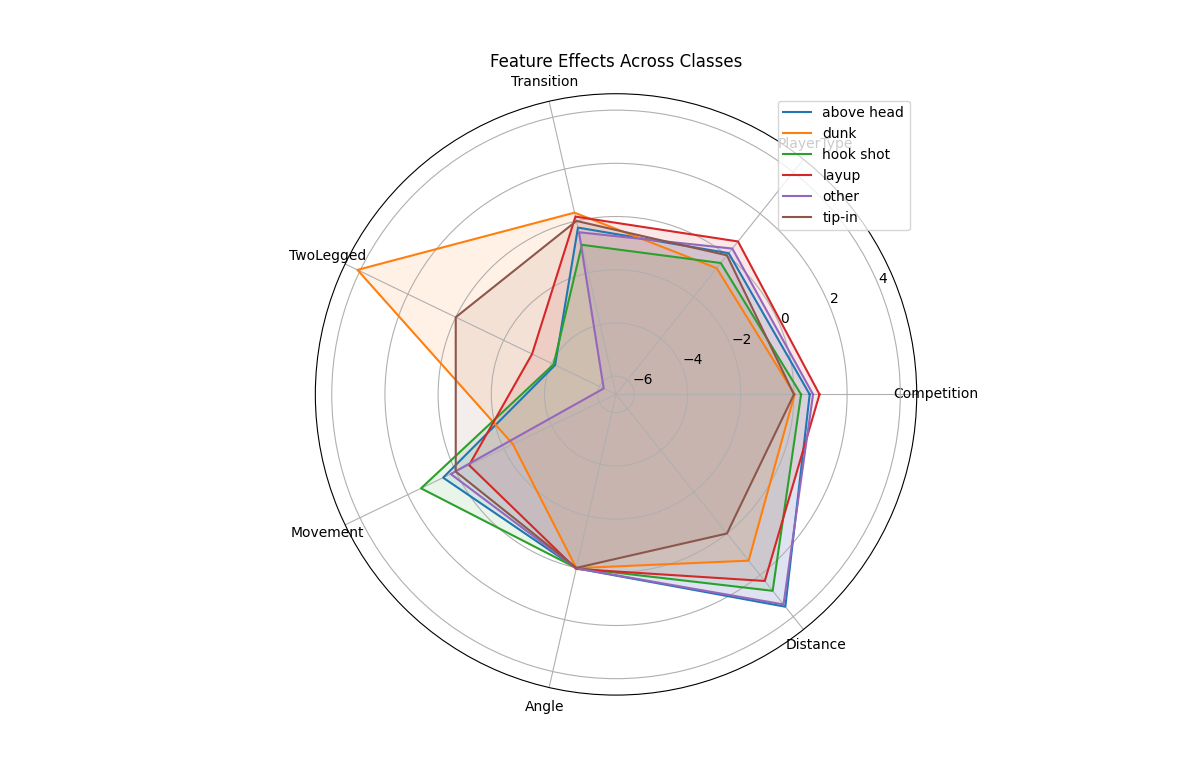 Feature Effects Across Classes
Transition
above head
dunk
PlayerType
hook shot
layup
other
tip-in
TwoLegged
4
2
0
−2
−4
−6
Competition
Movement
Distance
Angle